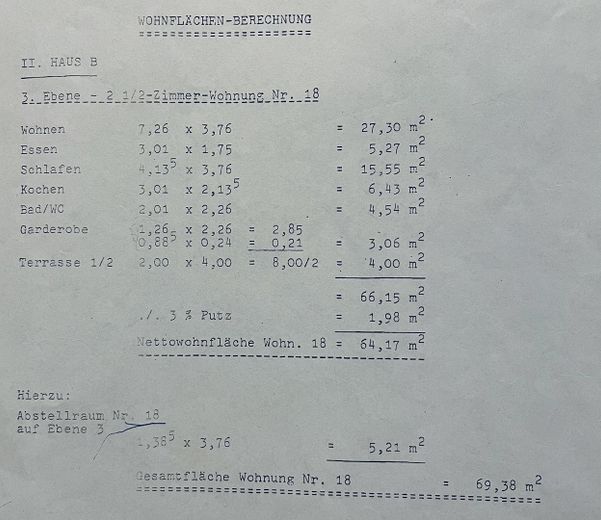 WOHNFLÄCHEN-BERECHNUNG
II. HAUS B
3. Ebene - 2 1/2-Zimmer-Wohnung Nr. 18
Wohnen 7,26 x 3,76 = 27,30 m²
Essen 3,01 x 1,75 = 5,27 m²
Schlafen 4,13⁵ x 3,76 = 15,55 m²
Kochen 3,01 x 2,13⁵ = 6,43 m²
Bad/WC 2,01 x 2,26 = 4,54 m²
Garderobe 1,26 x 2,26 = 2,85
0,88⁵ x 0,24 = 0,21 = 3,06 m²
Terrasse 1/2 2,00 x 4,00 = 8,00/2 = 4,00 m²
= 66,15 m²
./. 3 % Putz = 1,98 m²
Nettowohnfläche Wohn. 18 = 64,17 m²
Hierzu:
Abstellraum Nr. 18
auf Ebene 3
1,38⁵ x 3,76 = 5,21 m²
Gesamtfläche Wohnung Nr. 18 = 69,38 m²